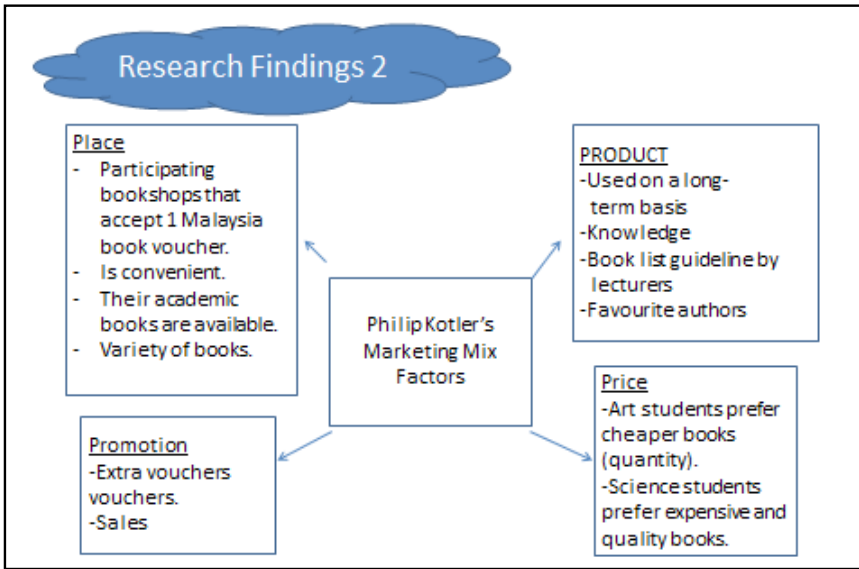 Research Findings 2
Place
- Participating
bookshops that
accept 1 Malaysia
book voucher.
- Is convenient.
- Their academic
books are available.
- Variety of books.
PRODUCT
-Used on a long-
term basis
-Knowledge
-Book list guideline by
lecturers
-Favourite authors
Philip Kotler’s
Marketing Mix
Factors
Promotion
-Extra vouchers
vouchers.
-Sales
Price
-Art students prefer
cheaper books
(quantity).
-Science students
prefer expensive and
quality books.